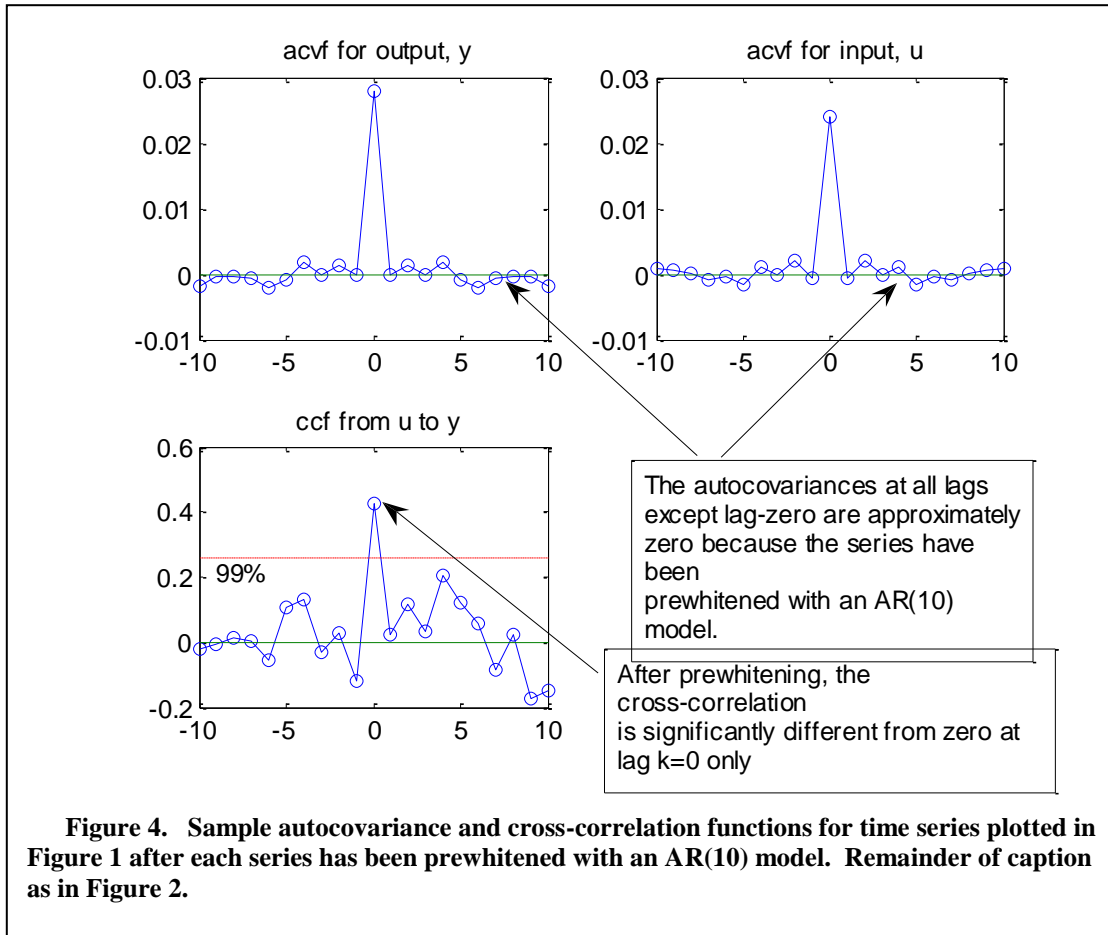 acvf for output, y
0.03
0.02
0.01
0
-0.01
-10 -5 0 5 10
acvf for input, u
0.03
0.02
0.01
0
-0.01
-10 -5 0 5 10
ccf from u to y
0.6
0.4
0.2
0
-0.2
99%
-10 -5 0 5 10
The autocovariances at all lags
except lag-zero are approximately
zero because the series have
been
prewhitened with an AR(10)
model.
After prewhitening, the
cross-correlation
is significantly different from zero at
lag k=0 only
Figure 4. Sample autocovariance and cross-correlation functions for time series plotted in
Figure 1 after each series has been prewhitened with an AR(10) model. Remainder of caption
as in Figure 2.